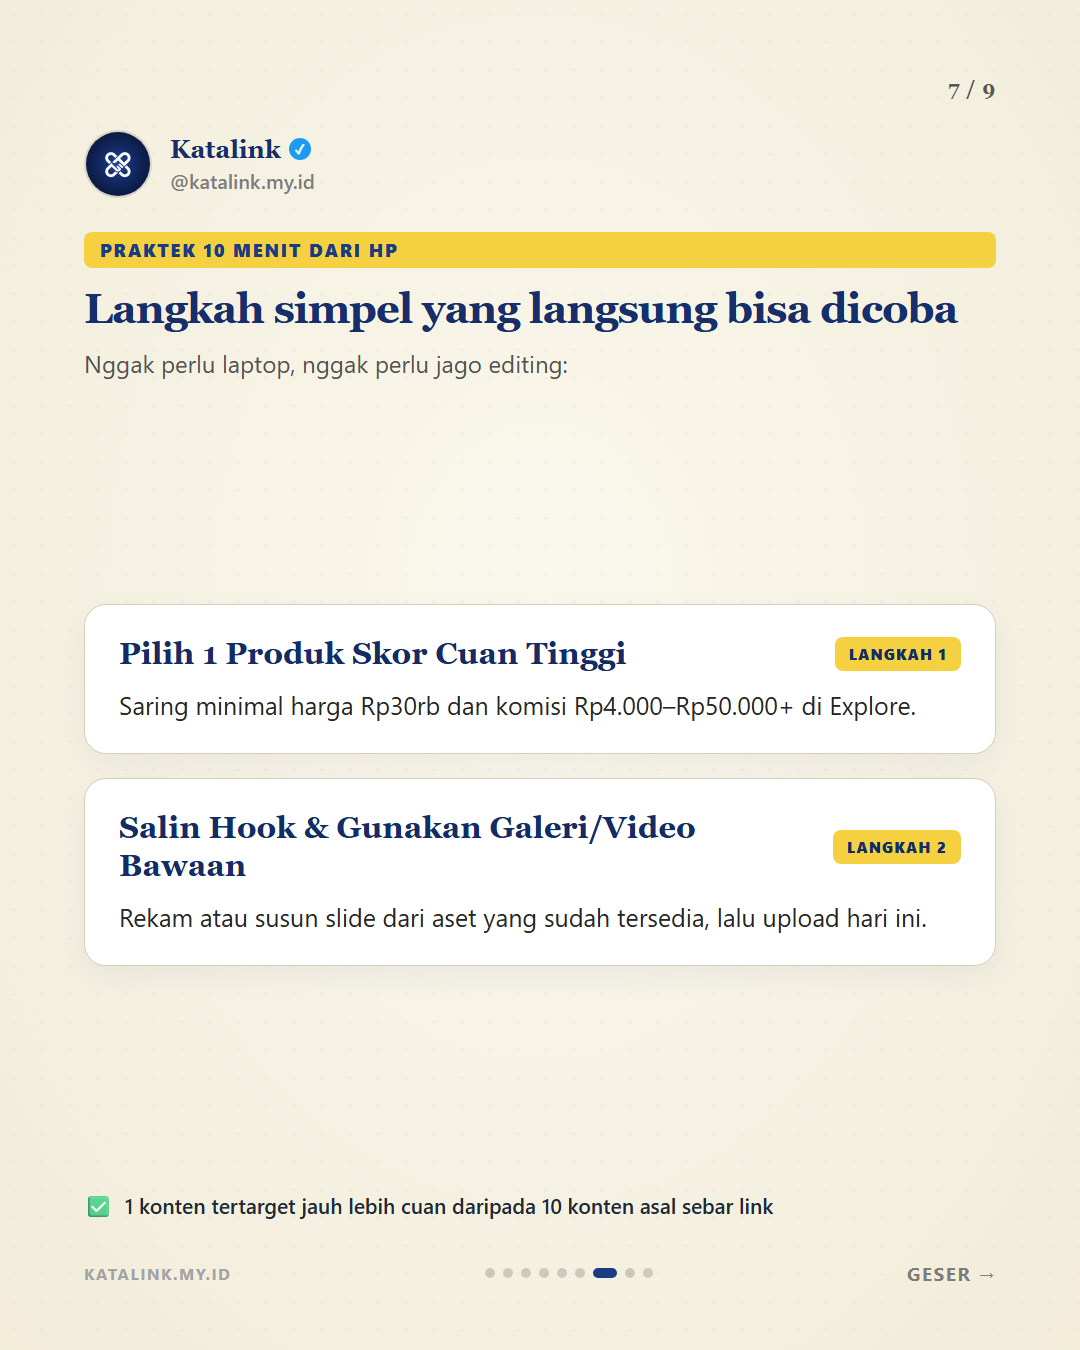 7 / 9
Katalink
@katalink.my.id
PRAKTEK 10 MENIT DARI HP
Langkah simpel yang langsung bisa dicoba
Nggak perlu laptop, nggak perlu jago editing:
Pilih 1 Produk Skor Cuan Tinggi
LANGKAH 1
Saring minimal harga Rp30rb dan komisi Rp4.000–Rp50.000+ di Explore.
Salin Hook & Gunakan Galeri/Video
Bawaan
LANGKAH 2
Rekam atau susun slide dari aset yang sudah tersedia, lalu upload hari ini.
✅ 1 konten tertarget jauh lebih cuan daripada 10 konten asal sebar link
KATALINK.MY.ID
GESER →